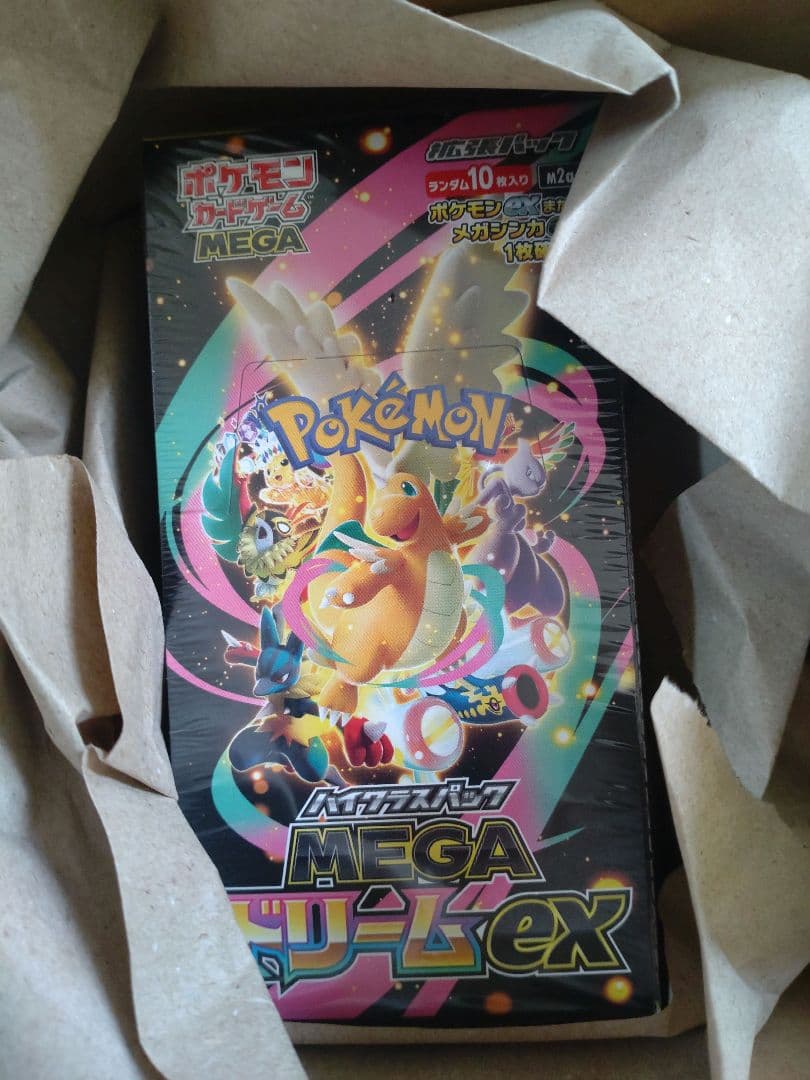 ポケモン
カードゲーム
MEGA
拡張パック
ランダム10枚入り M2a
ポケモンexまた
メガシンカ
1枚確
POKéMON
ハイクラスパック
MEGA
ドリームex